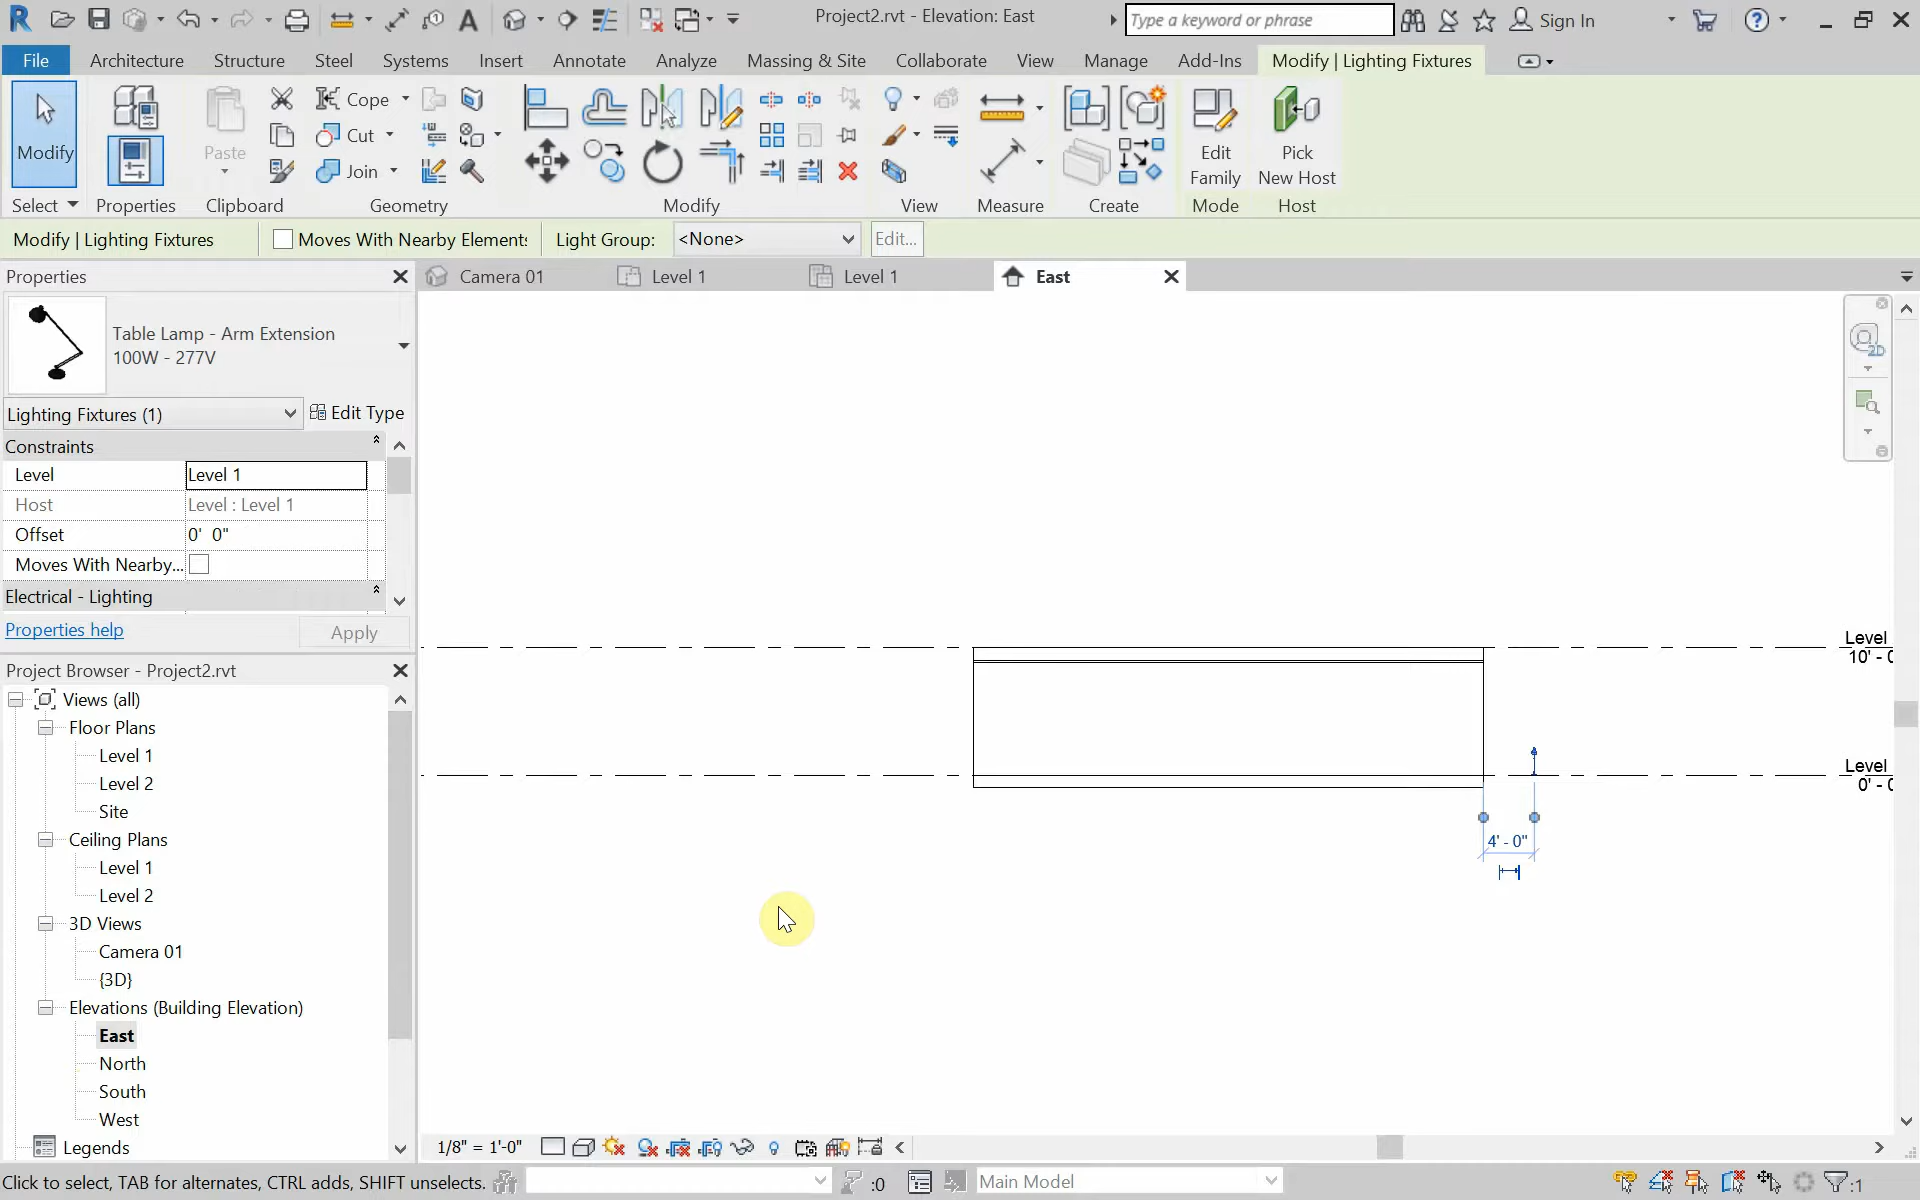 Project2.rvt - Elevation: East
Type a keyword or phrase
Sign In
File Architecture Structure Steel Systems Insert Annotate Analyze Massing & Site Collaborate View Manage Add-Ins Modify | Lighting Fixtures
Modify
Paste
Cope
Cut
Join
Edit Family
Pick New Host
Select Properties Clipboard Geometry Modify View Measure Create Mode Host
Modify | Lighting Fixtures Moves With Nearby Elements Light Group: <None> Edit...
Properties
Camera 01 Level 1 Level 1 East
Table Lamp - Arm Extension
100W - 277V
Lighting Fixtures (1) Edit Type
Constraints
Level Level 1
Host Level : Level 1
Offset 0' 0"
Moves With Nearby...
Electrical - Lighting
Properties help Apply
Project Browser - Project2.rvt
Views (all)
Floor Plans
Level 1
Level 2
Site
Ceiling Plans
Level 1
Level 2
3D Views
Camera 01
{3D}
Elevations (Building Elevation)
East
North
South
West
Legends
Level
10' - 0
Level
0' - 0
4' - 0"
2D
1/8" = 1'-0"
Click to select, TAB for alternates, CTRL adds, SHIFT unselects. :0 Main Model :1